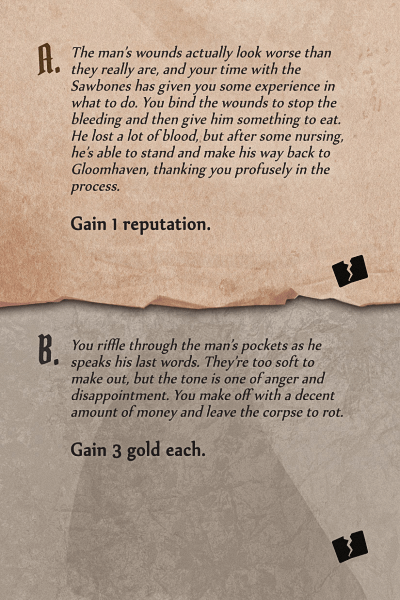 A.
The man's wounds actually look worse than
they really are, and your time with the
Sawbones has given you some experience in
what to do. You bind the wounds to stop the
bleeding and then give him something to eat.
He lost a lot of blood, but after some nursing,
he's able to stand and make his way back to
Gloomhaven, thanking you profusely in the
process.
Gain 1 reputation.
B.
You riffle through the man's pockets as he
speaks his last words. They're too soft to
make out, but the tone is one of anger and
disappointment. You make off with a decent
amount of money and leave the corpse to rot.
Gain 3 gold each.